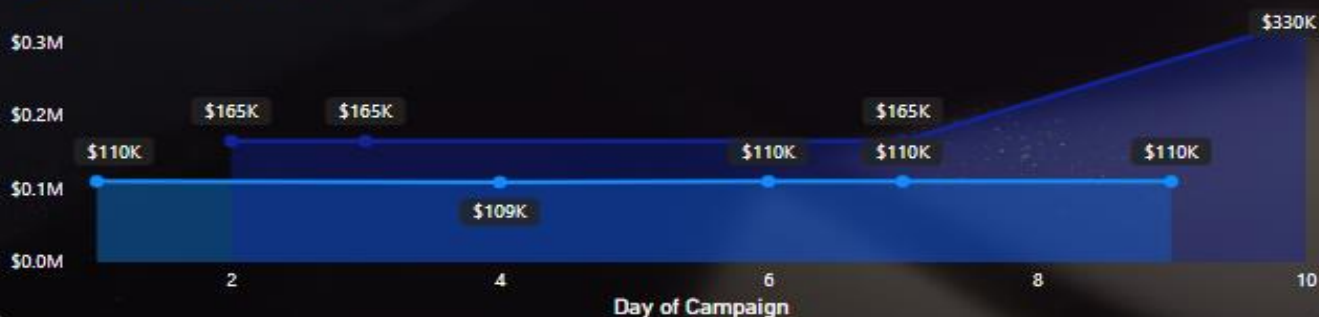 $0.3M
$330K
$0.2M
$165K $165K $165K
$110K $110K $110K $110K
$0.1M
$109K
$0.0M
2 4 6 8 10
Day of Campaign